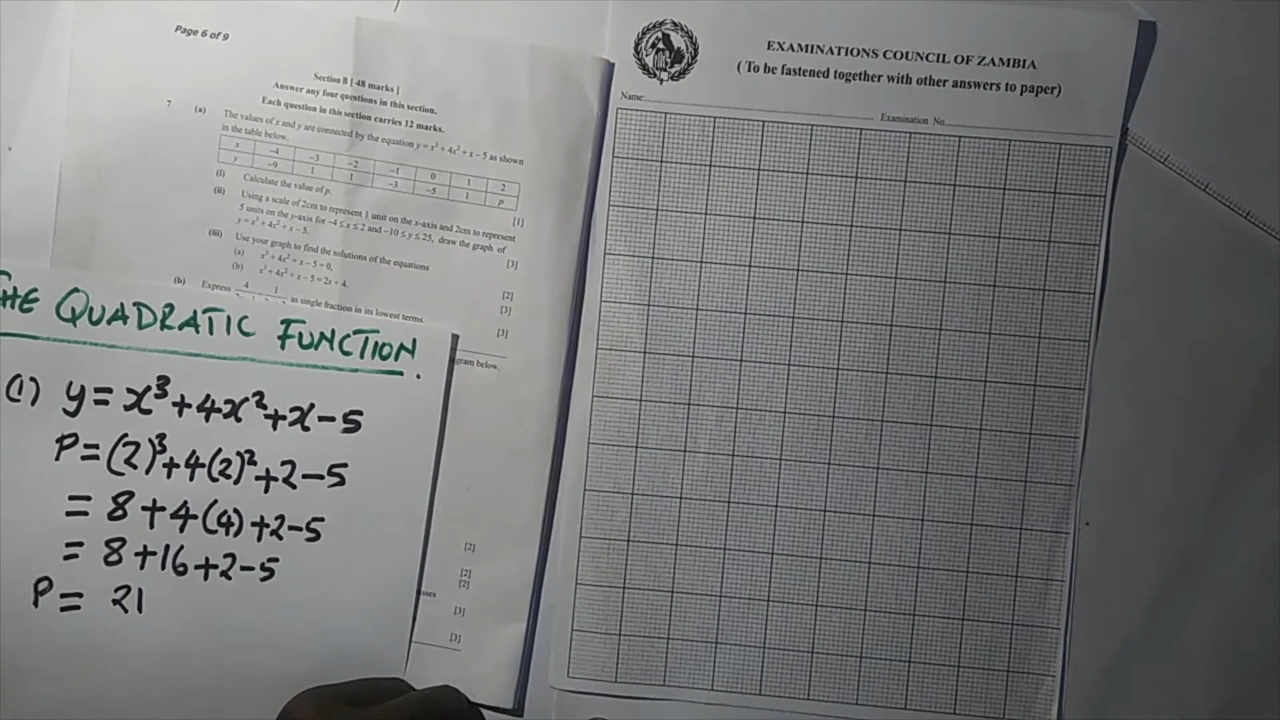 Page 6 of 9
Section B [ 48 marks ]
Answer any four questions in this section.
Each question in this section carries 12 marks.
7 (a) The values of x and y are connected by the equation y = x³ + 4x² + x − 5 as shown
in the table below.
x −4 −3 −2 −1 0 1 2
y −9 1 1 −3 −5 1 p
(i) Calculate the value of p. [1]
(ii) Using a scale of 2cm to represent 1 unit on the x-axis and 2cm to represent
5 units on the y-axis for −4 ≤ x ≤ 2 and −10 ≤ y ≤ 25, draw the graph of
y = x³ + 4x² + x − 5. [3]
(iii) Use your graph to find the solutions of the equations
(a) x³ + 4x² + x − 5 = 0, [2]
(b) x³ + 4x² + x − 5 = 2x + 4. [3]
(b) Express 4 1 as single fraction in its lowest terms. [3]
gram below,
[2]
[2]
[2]
[3]
[3]
HE QUADRATIC FUNCTION.
(1) y = x³ + 4x² + x − 5
P = (2)³ + 4(2)² + 2 − 5
= 8 + 4(4) + 2 − 5
= 8 + 16 + 2 − 5
P = 21
EXAMINATIONS COUNCIL OF ZAMBIA
( To be fastened together with other answers to paper)
Name: Examination No.